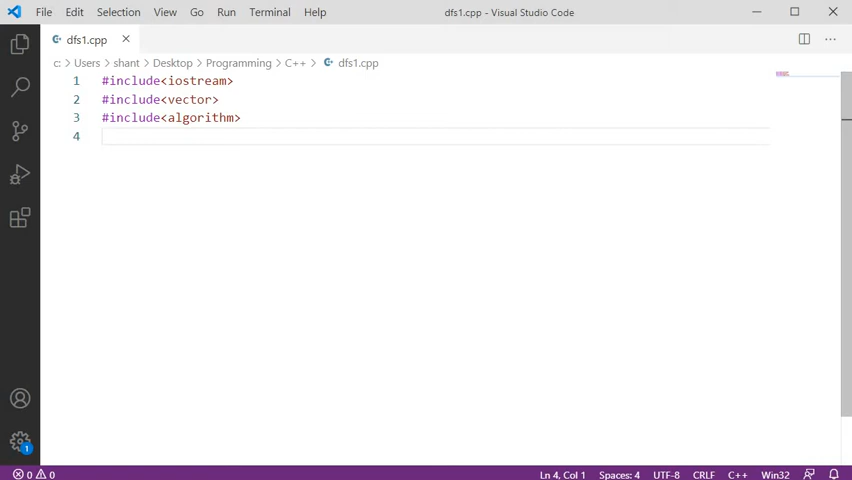 File Edit Selection View Go Run Terminal Help dfs1.cpp - Visual Studio Code
dfs1.cpp
c: > Users > shant > Desktop > Programming > C++ > dfs1.cpp
1 #include<iostream>
2 #include<vector>
3 #include<algorithm>
4
1
0 0 Ln 4, Col 1 Spaces: 4 UTF-8 CRLF C++ Win32